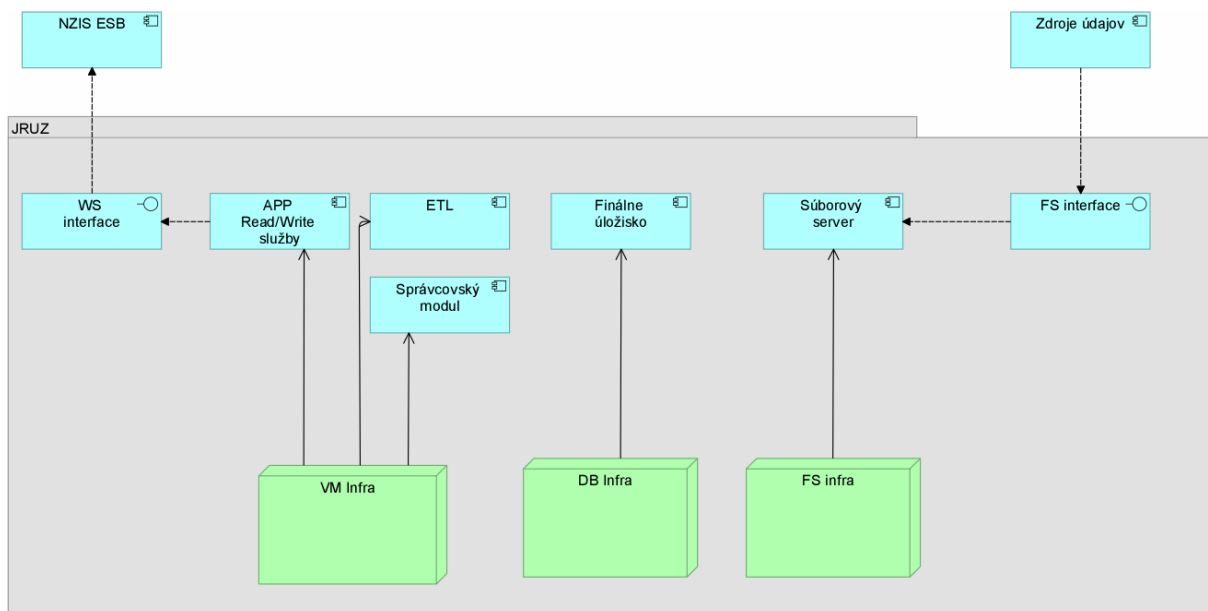 NZIS ESB
Zdroje údajov
JRUZ
WS
interface
APP
Read/Write
služby
ETL
Finálne
úložisko
Súborový
server
FS interface
Správcovský
modul
VM Infra
DB Infra
FS infra